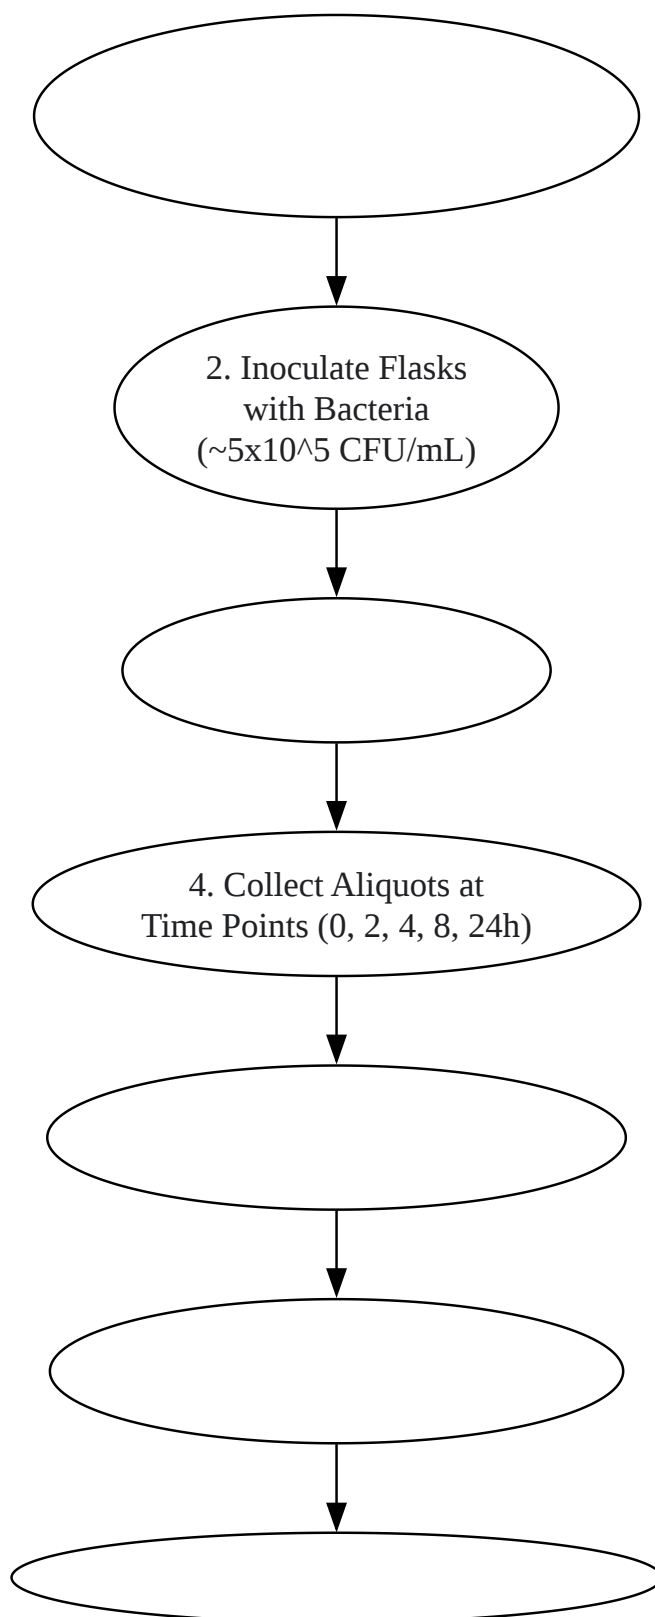 2. Inoculate Flasks
with Bacteria
(~5x10^5 CFU/mL)
4. Collect Aliquots at
Time Points (0, 2, 4, 8, 24h)